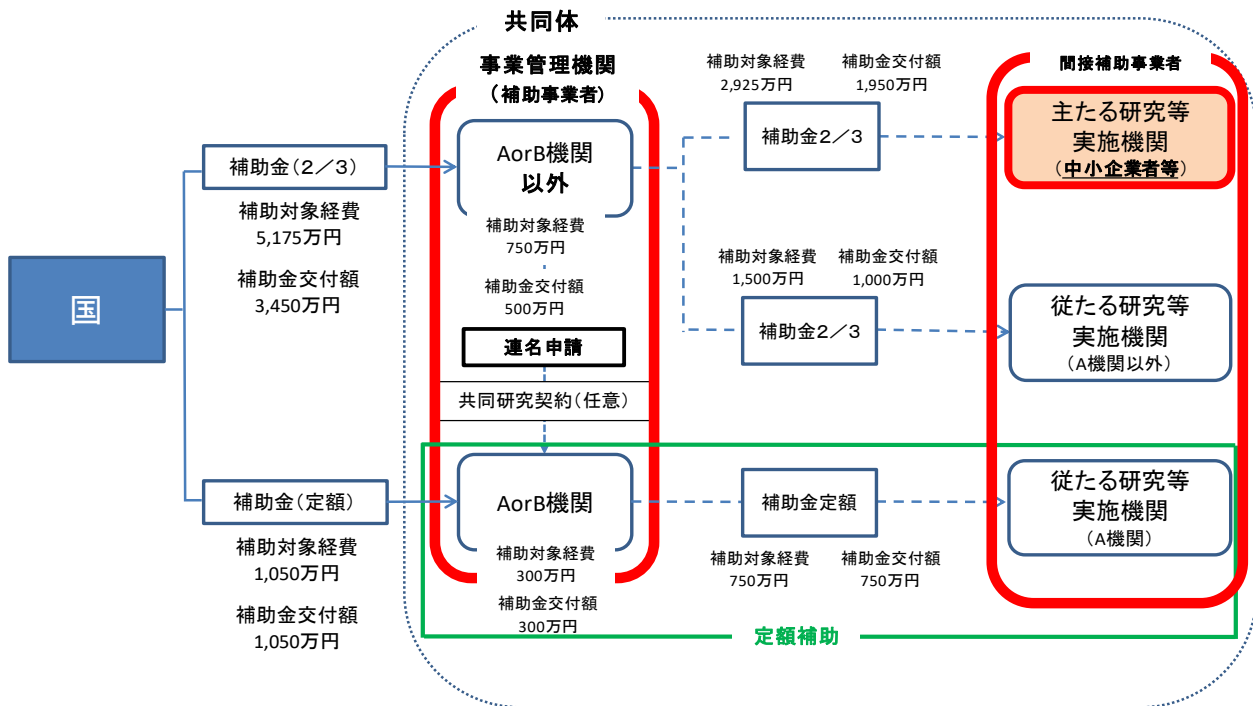 共同体
事業管理機関
(補助事業者)
間接補助事業者
国
補助金(2/3)
補助対象経費
5,175万円
補助金交付額
3,450万円
AorB機関
以外
補助対象経費
750万円
補助金交付額
500万円
連名申請
共同研究契約(任意)
補助対象経費
2,925万円
補助金交付額
1,950万円
補助金2/3
主たる研究等
実施機関
(中小企業者等)
補助対象経費
1,500万円
補助金交付額
1,000万円
補助金2/3
従たる研究等
実施機関
(A機関以外)
補助金(定額)
補助対象経費
1,050万円
補助金交付額
1,050万円
AorB機関
補助対象経費
300万円
補助金交付額
300万円
補助金定額
補助対象経費
750万円
補助金交付額
750万円
従たる研究等
実施機関
(A機関)
定額補助